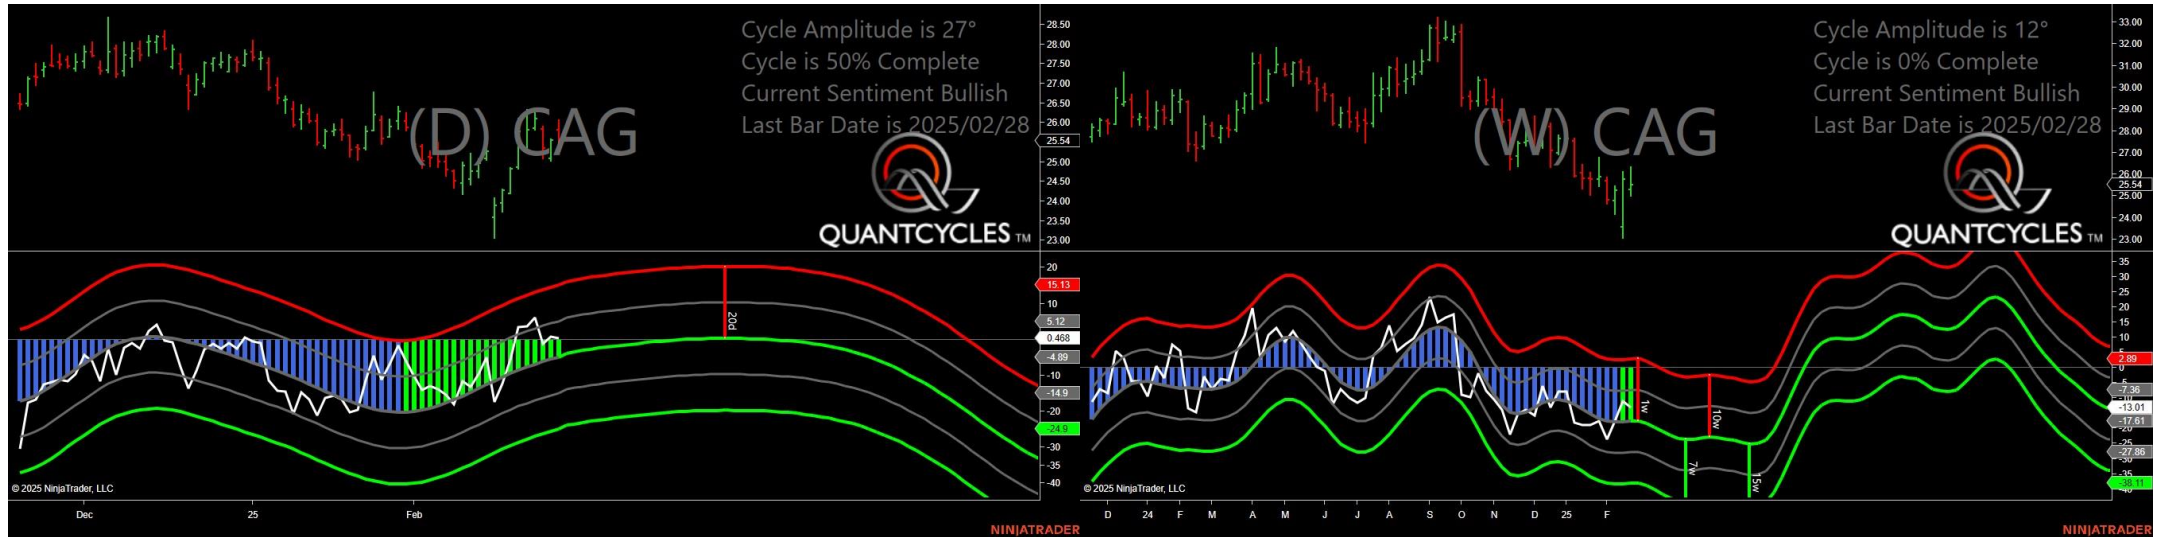 Cycle Amplitude is 27°
Cycle is 50% Complete
Current Sentiment Bullish
Last Bar Date is 2025/02/28
(D) CAG
QUANTCYCLES TM
28.50
28.00
27.50
27.00
26.50
26.00
25.54
25.00
24.50
24.00
23.50
23.00
20
15.13
10
5.12
0.468
-4.89
-10
-14.9
-20
-24.9
-30
-35
-40
20d
© 2025 NinjaTrader, LLC
Dec
25
Feb
NINJATRADER
Cycle Amplitude is 12°
Cycle is 0% Complete
Current Sentiment Bullish
Last Bar Date is 2025/02/28
(W) CAG
QUANTCYCLES TM
33.00
32.00
31.00
30.00
29.00
28.00
27.00
26.00
25.54
25.00
24.00
23.00
35
30
25
20
15
10
2.89
0
-7.36
-13.01
-17.61
-25
-27.86
-35
-38.11
1w
10w
7w
15w
© 2025 NinjaTrader, LLC
D 24 F M A M J J A S O N D 25 F
NINJATRADER